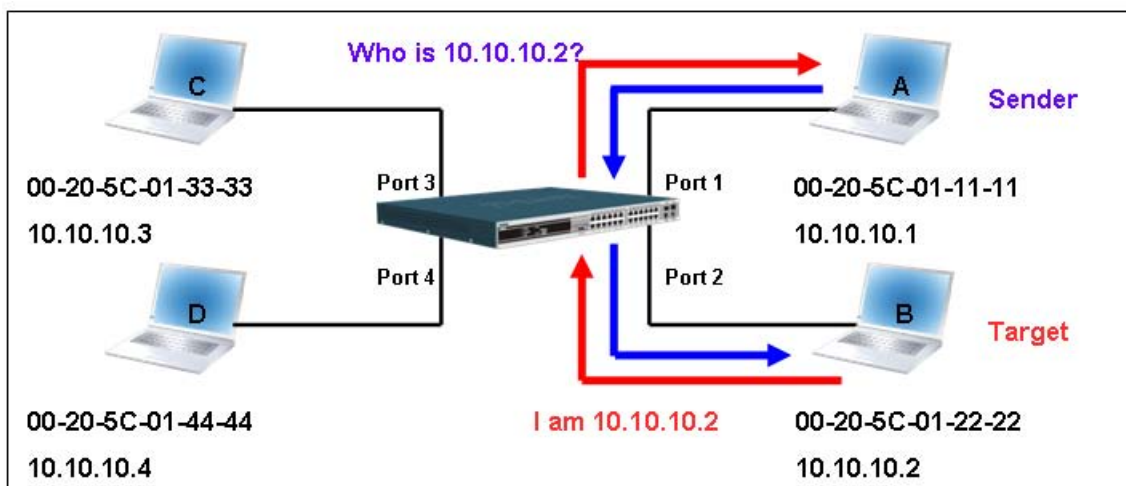 Who is 10.10.10.2?
C
A
Sender
00-20-5C-01-33-33
Port 3
Port 1
00-20-5C-01-11-11
10.10.10.3
10.10.10.1
Port 4
Port 2
D
B
Target
00-20-5C-01-44-44
I am 10.10.10.2
00-20-5C-01-22-22
10.10.10.4
10.10.10.2